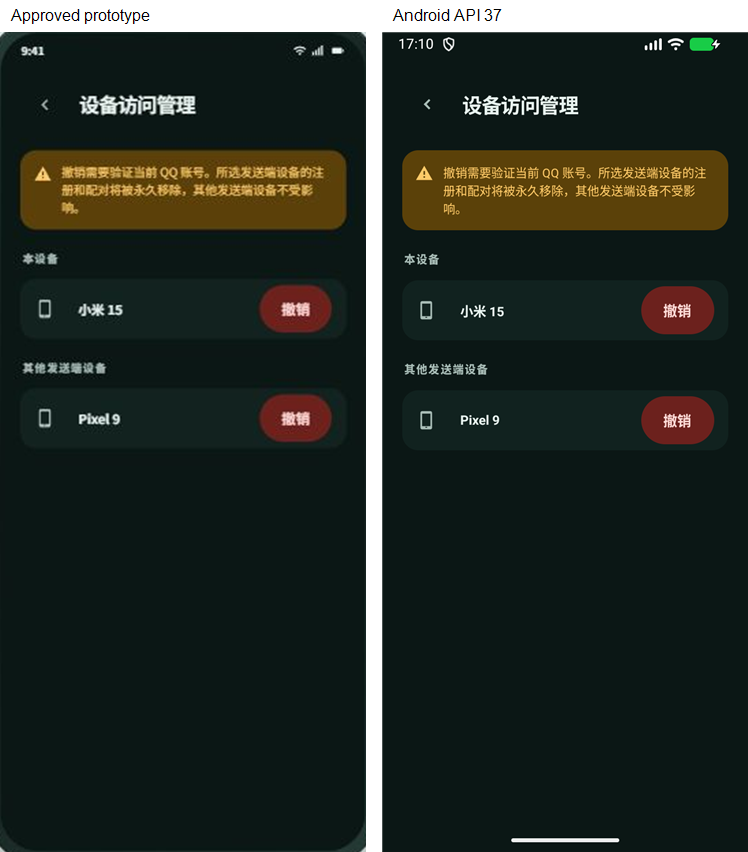 Approved prototype
9:41
设备访问管理
撤销需要验证当前 QQ 账号。所选发送端设备的注
册和配对将被永久移除，其他发送端设备不受影
响。
本设备
小米 15
撤销
其他发送端设备
Pixel 9
撤销
Android API 37
17:10
设备访问管理
撤销需要验证当前 QQ 账号。所选发送端设备的注
册和配对将被永久移除，其他发送端设备不受影
响。
本设备
小米 15
撤销
其他发送端设备
Pixel 9
撤销